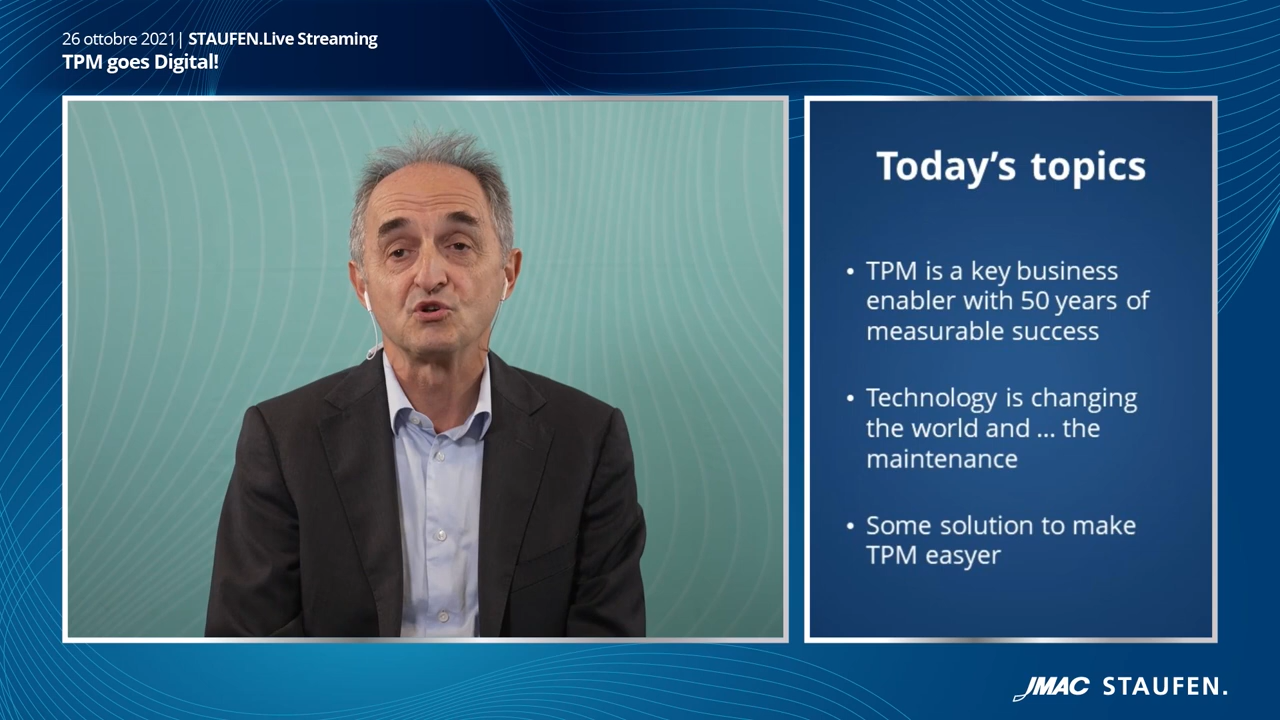 26 ottobre 2021| STAUFEN.Live Streaming
TPM goes Digital!
Today's topics
• TPM is a key business
enabler with 50 years of
measurable success
• Technology is changing
the world and ... the
maintenance
• Some solution to make
TPM easyer
JMAC STAUFEN.